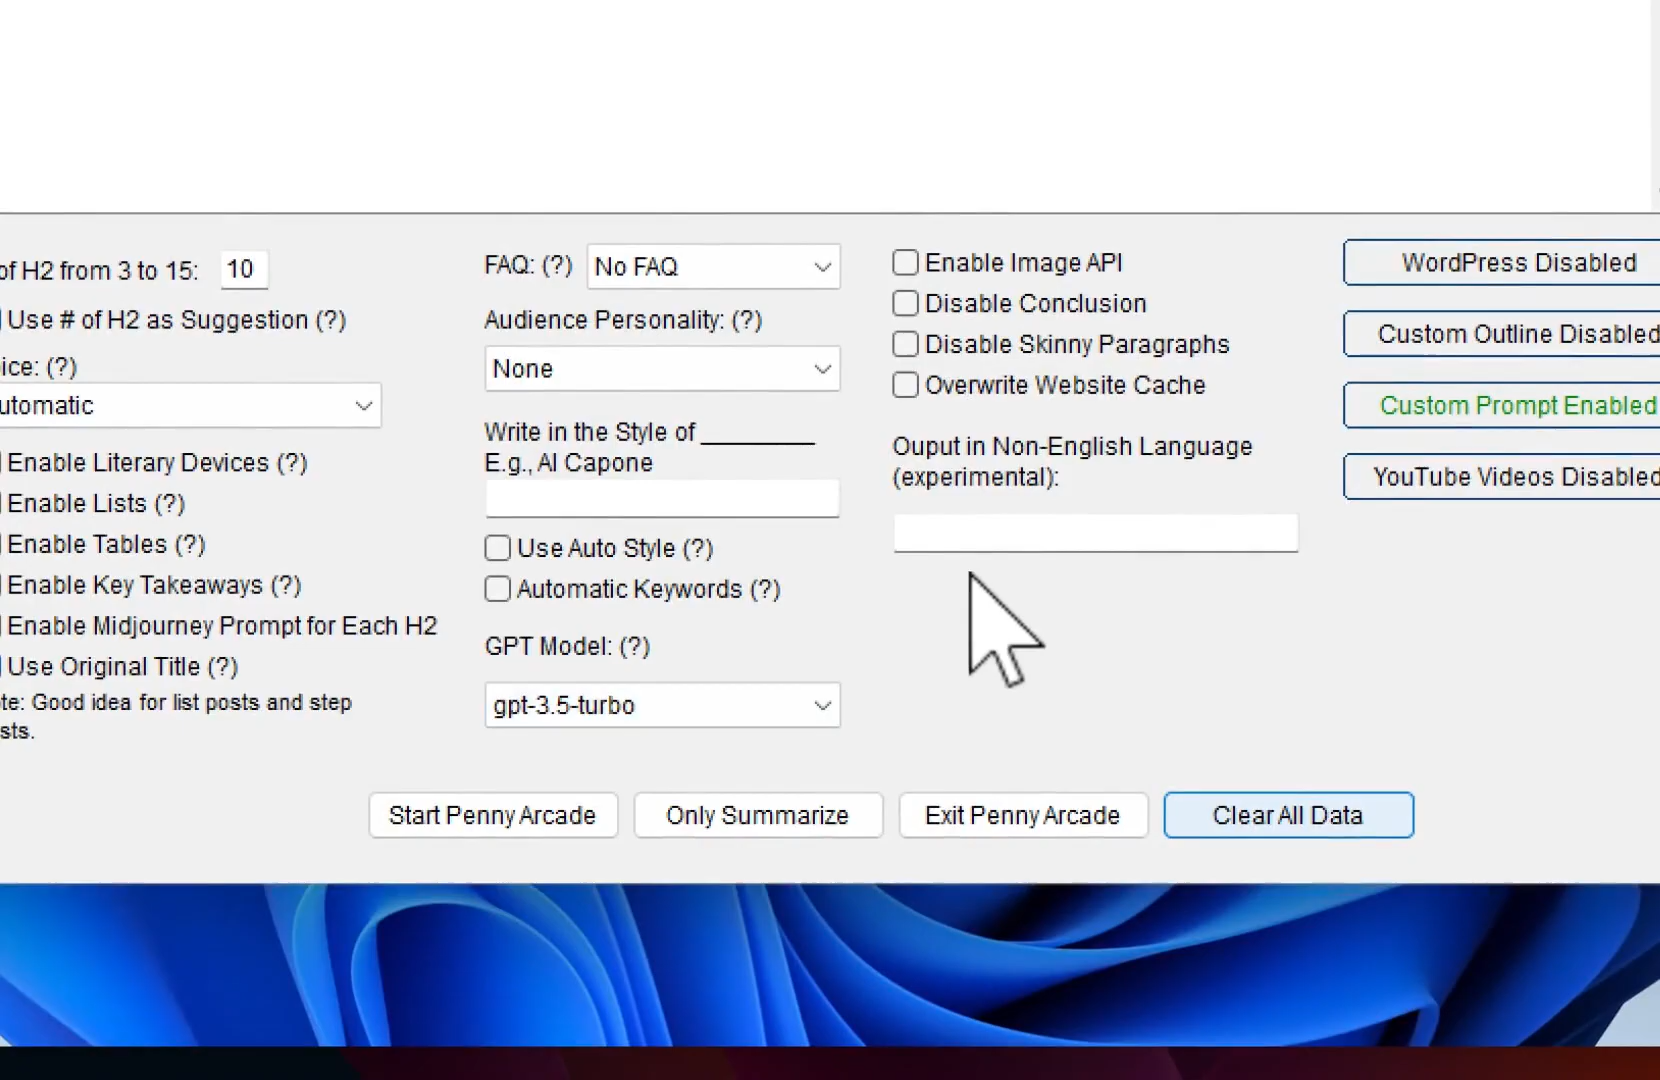 of H2 from 3 to 15: 10
Use # of H2 as Suggestion (?)
ice: (?)
utomatic
Enable Literary Devices (?)
Enable Lists (?)
Enable Tables (?)
Enable Key Takeaways (?)
Enable Midjourney Prompt for Each H2
Use Original Title (?)
te: Good idea for list posts and step
sts.
FAQ: (?) No FAQ
Audience Personality: (?)
None
Write in the Style of _________
E.g., Al Capone
Use Auto Style (?)
Automatic Keywords (?)
GPT Model: (?)
gpt-3.5-turbo
Enable Image API
Disable Conclusion
Disable Skinny Paragraphs
Overwrite Website Cache
Ouput in Non-English Language
(experimental):
WordPress Disabled
Custom Outline Disabled
Custom Prompt Enabled
YouTube Videos Disabled
Start Penny Arcade
Only Summarize
Exit Penny Arcade
Clear All Data